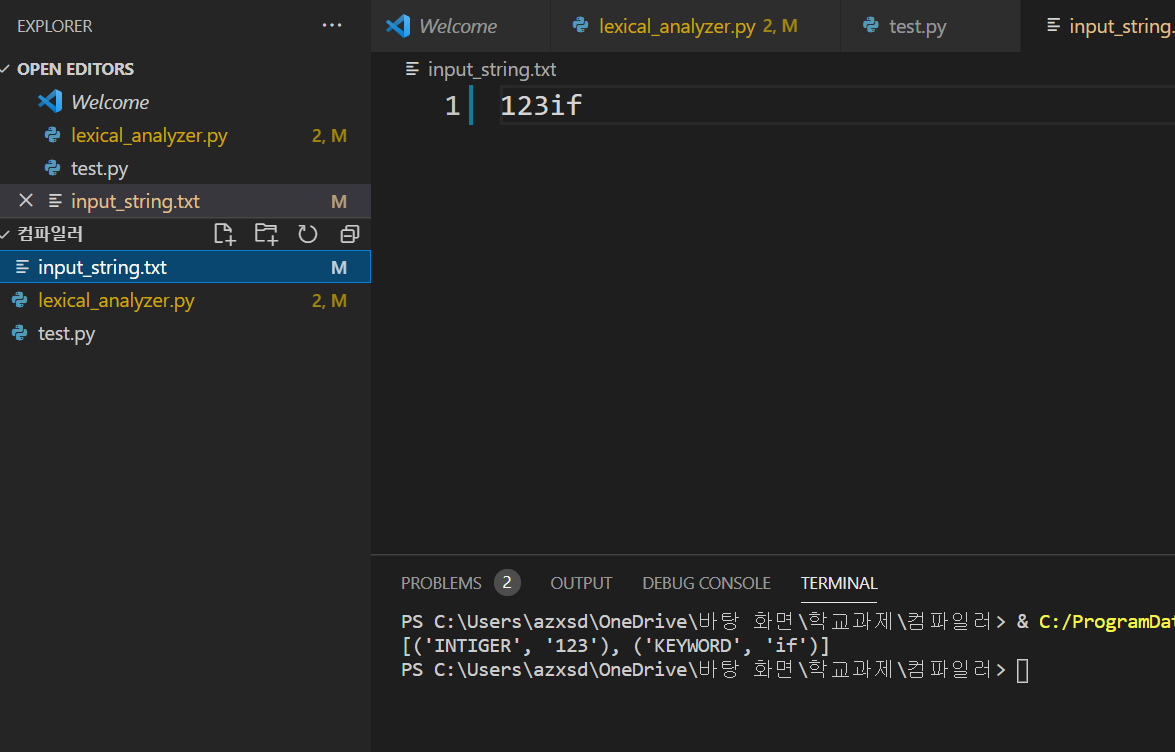 EXPLORER ...
OPEN EDITORS
Welcome
lexical_analyzer.py 2, M
test.py
input_string.txt M
컴파일러
input_string.txt M
lexical_analyzer.py 2, M
test.py
Welcome lexical_analyzer.py 2, M test.py input_string.
input_string.txt
1 123if
PROBLEMS 2 OUTPUT DEBUG CONSOLE TERMINAL
PS C:\Users\azxsd\OneDrive\바탕 화면\학교과제\컴파일러> & C:/ProgramDat
[('INTIGER', '123'), ('KEYWORD', 'if')]
PS C:\Users\azxsd\OneDrive\바탕 화면\학교과제\컴파일러>